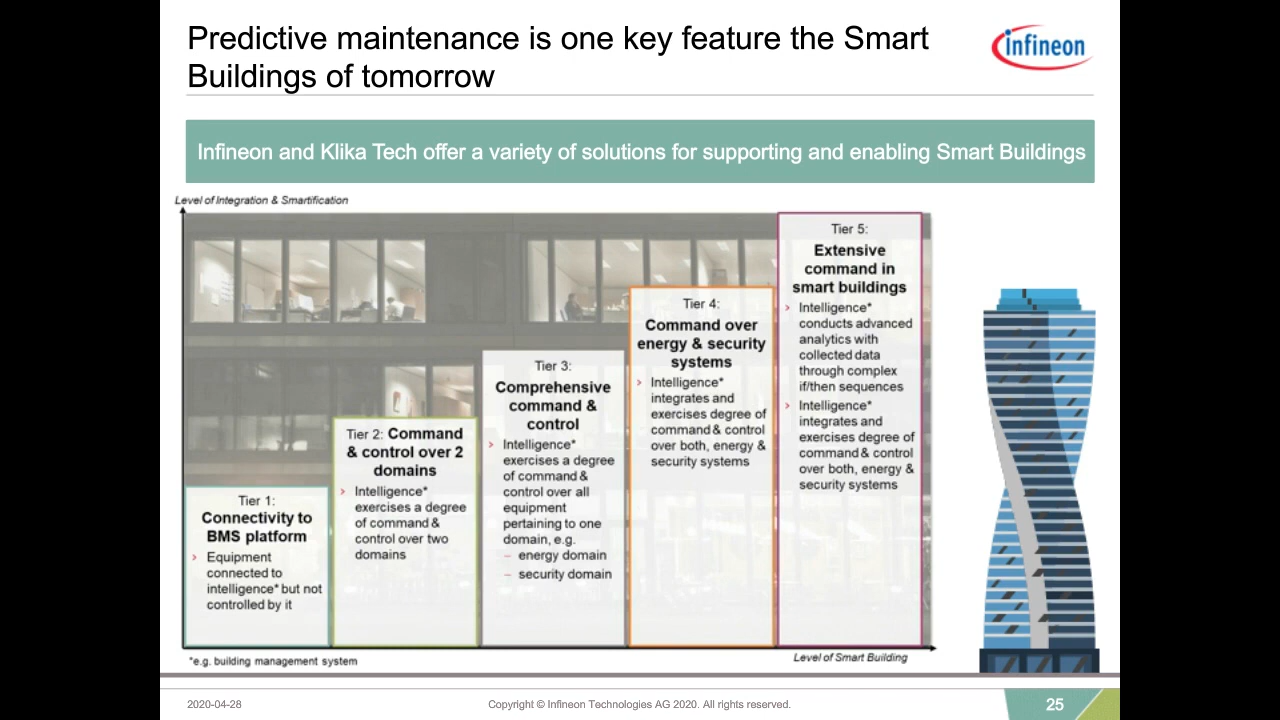 Predictive maintenance is one key feature the Smart
Buildings of tomorrow
infineon
Infineon and Klika Tech offer a variety of solutions for supporting and enabling Smart Buildings
Level of Integration & Smartification
Tier 1:
Connectivity to
BMS platform
› Equipment
connected to
intelligence* but not
controlled by it
Tier 2: Command
& control over 2
domains
› Intelligence*
exercises a degree
of command &
control over two
domains
Tier 3:
Comprehensive
command &
control
› Intelligence*
exercises a degree
of command &
control over all
equipment
pertaining to one
domain, e.g.
– energy domain
– security domain
Tier 4:
Command over
energy & security
systems
› Intelligence*
integrates and
exercises degree of
command & control
over both, energy &
security systems
Tier 5:
Extensive
command in
smart buildings
› Intelligence*
conducts advanced
analytics with
collected data
through complex
if/then sequences
› Intelligence*
integrates and
exercises degree of
command & control
over both, energy &
security systems
*e.g. building management system
Level of Smart Building
2020-04-28
Copyright © Infineon Technologies AG 2020. All rights reserved.
25